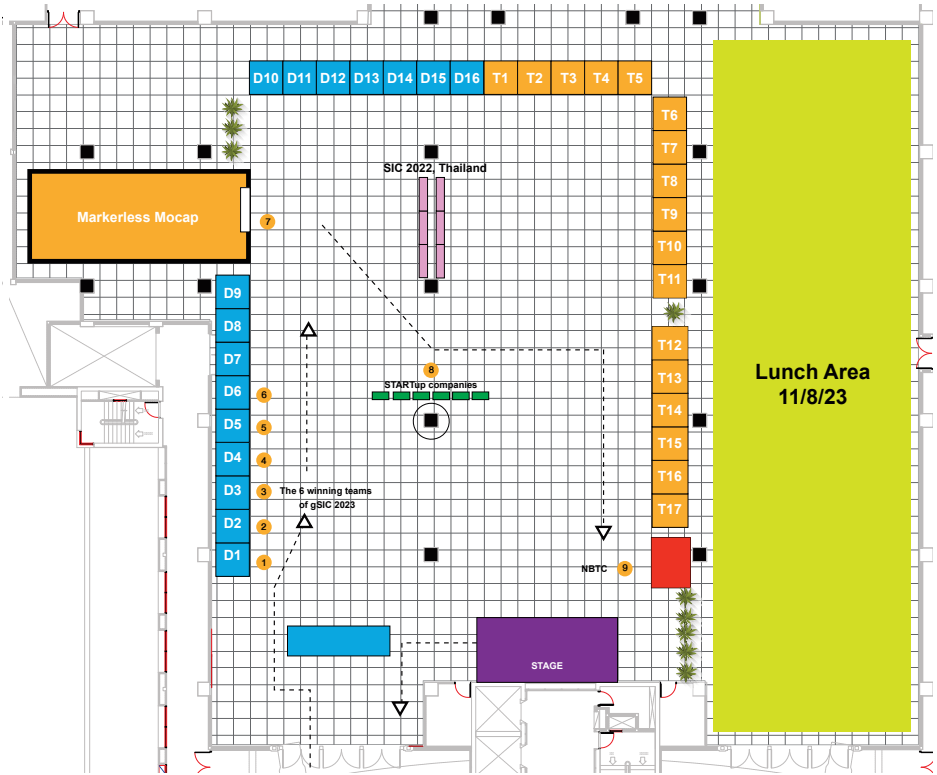 D10 D11 D12 D13 D14 D15 D16 T1 T2 T3 T4 T5
T6
T7
SIC 2022, Thailand
T8
Markerless Mocap
7
T9
T10
T11
D9
D8
D7
T12
8
T13
STARTup companies
Lunch Area
11/8/23
D6 6
T14
D5 5
T15
D4 4
T16
D3 3
The 6 winning teams
of gSIC 2023
T17
D2 2
D1 1
NBTC 9
STAGE